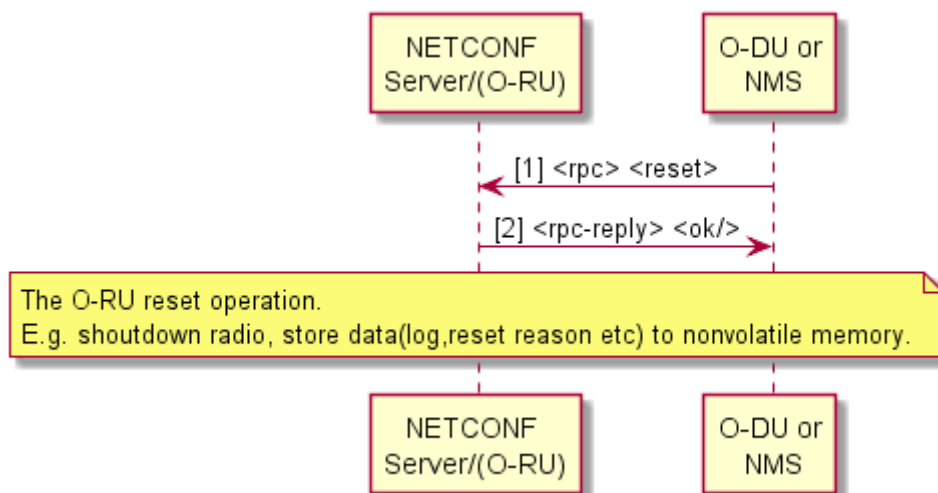 NETCONF
Server/(O-RU)
O-DU or
NMS
[1] <rpc> <reset>
[2] <rpc-reply> <ok/>
The O-RU reset operation.
E.g. shoutdown radio, store data(log,reset reason etc) to nonvolatile memory.
NETCONF
Server/(O-RU)
O-DU or
NMS